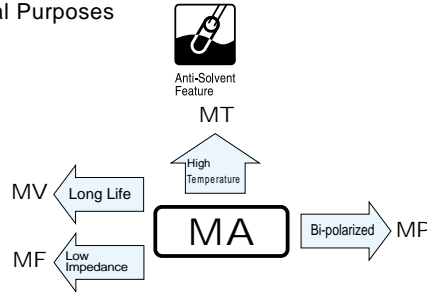 al Purposes
Anti-Solvent
Feature
MT
High
Temperature
MV
Long Life
MA
Bi-polarized
MP
MF
Low
Impedance